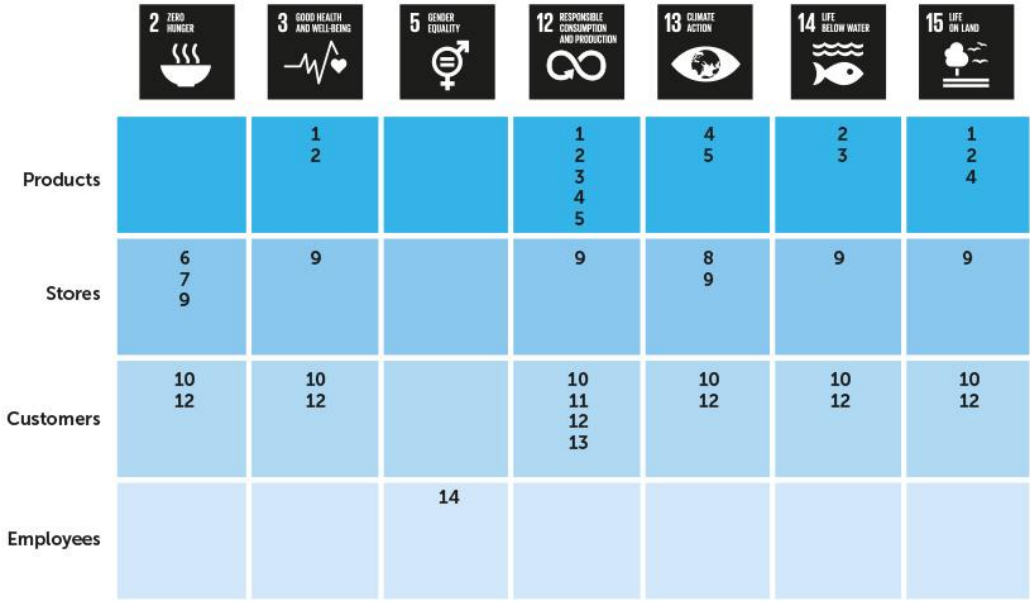 2 ZERO
HUNGER
3 GOOD HEALTH
AND WELL-BEING
5 GENDER
EQUALITY
12 RESPONSIBLE
CONSUMPTION
AND PRODUCTION
13 CLIMATE
ACTION
14 LIFE
BELOW WATER
15 LIFE
ON LAND
Products
1
2
1
2
3
4
5
4
5
2
3
1
2
4
Stores
6
7
9
9
9
8
9
9
9
Customers
10
12
10
12
10
11
12
13
10
12
10
12
10
12
Employees
14